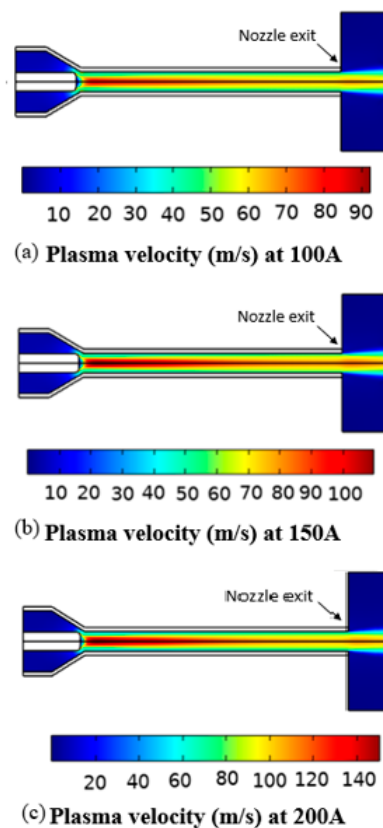 Nozzle exit
10 20 30 40 50 60 70 80 90
(a) Plasma velocity (m/s) at 100A
Nozzle exit
10 20 30 40 50 60 70 80 90 100
(b) Plasma velocity (m/s) at 150A
Nozzle exit
20 40 60 80 100 120 140
(c) Plasma velocity (m/s) at 200A